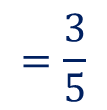 = 3/5